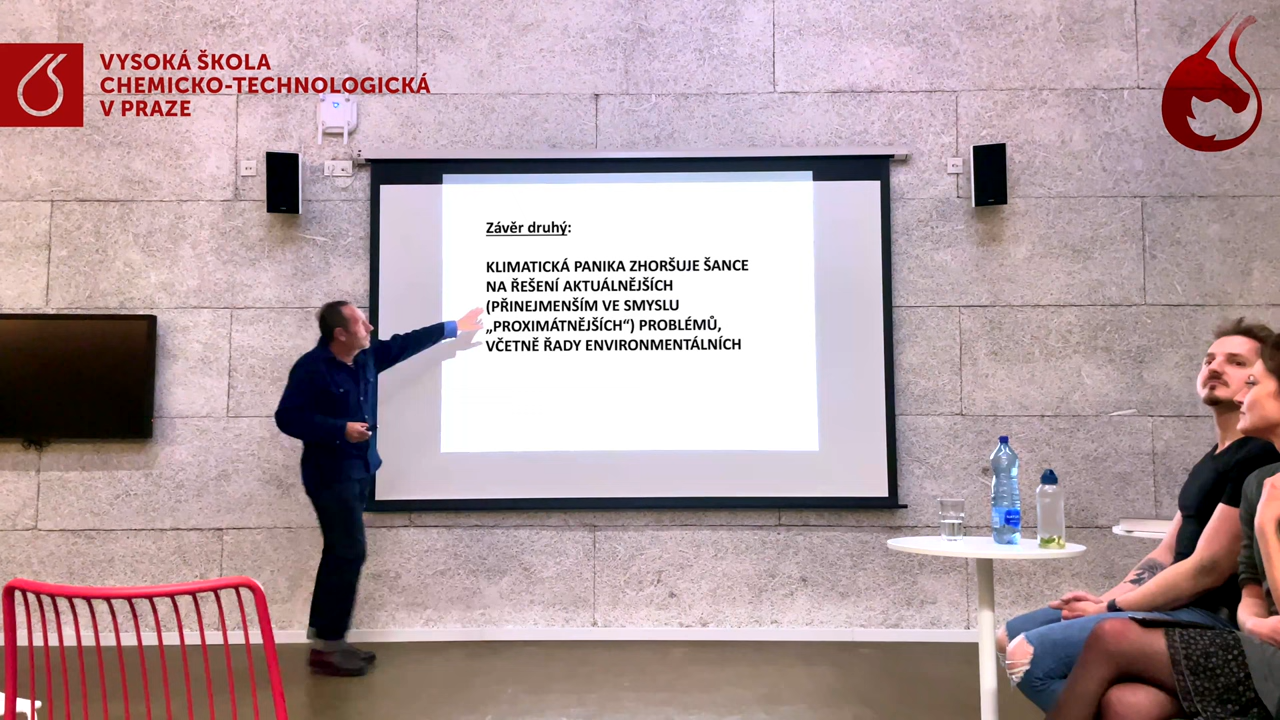 VYSOKÁ ŠKOLA
CHEMICKO-TECHNOLOGICKÁ
V PRAZE
Závěr druhý:
KLIMATICKÁ PANIKA ZHORŠUJE ŠANCE
NA ŘEŠENÍ AKTUÁLNĚJŠÍCH
(PŘINEJMENŠÍM VE SMYSLU
„PROXIMÁTNĚJŠÍCH“) PROBLÉMŮ,
VČETNĚ ŘADY ENVIRONMENTÁLNÍCH